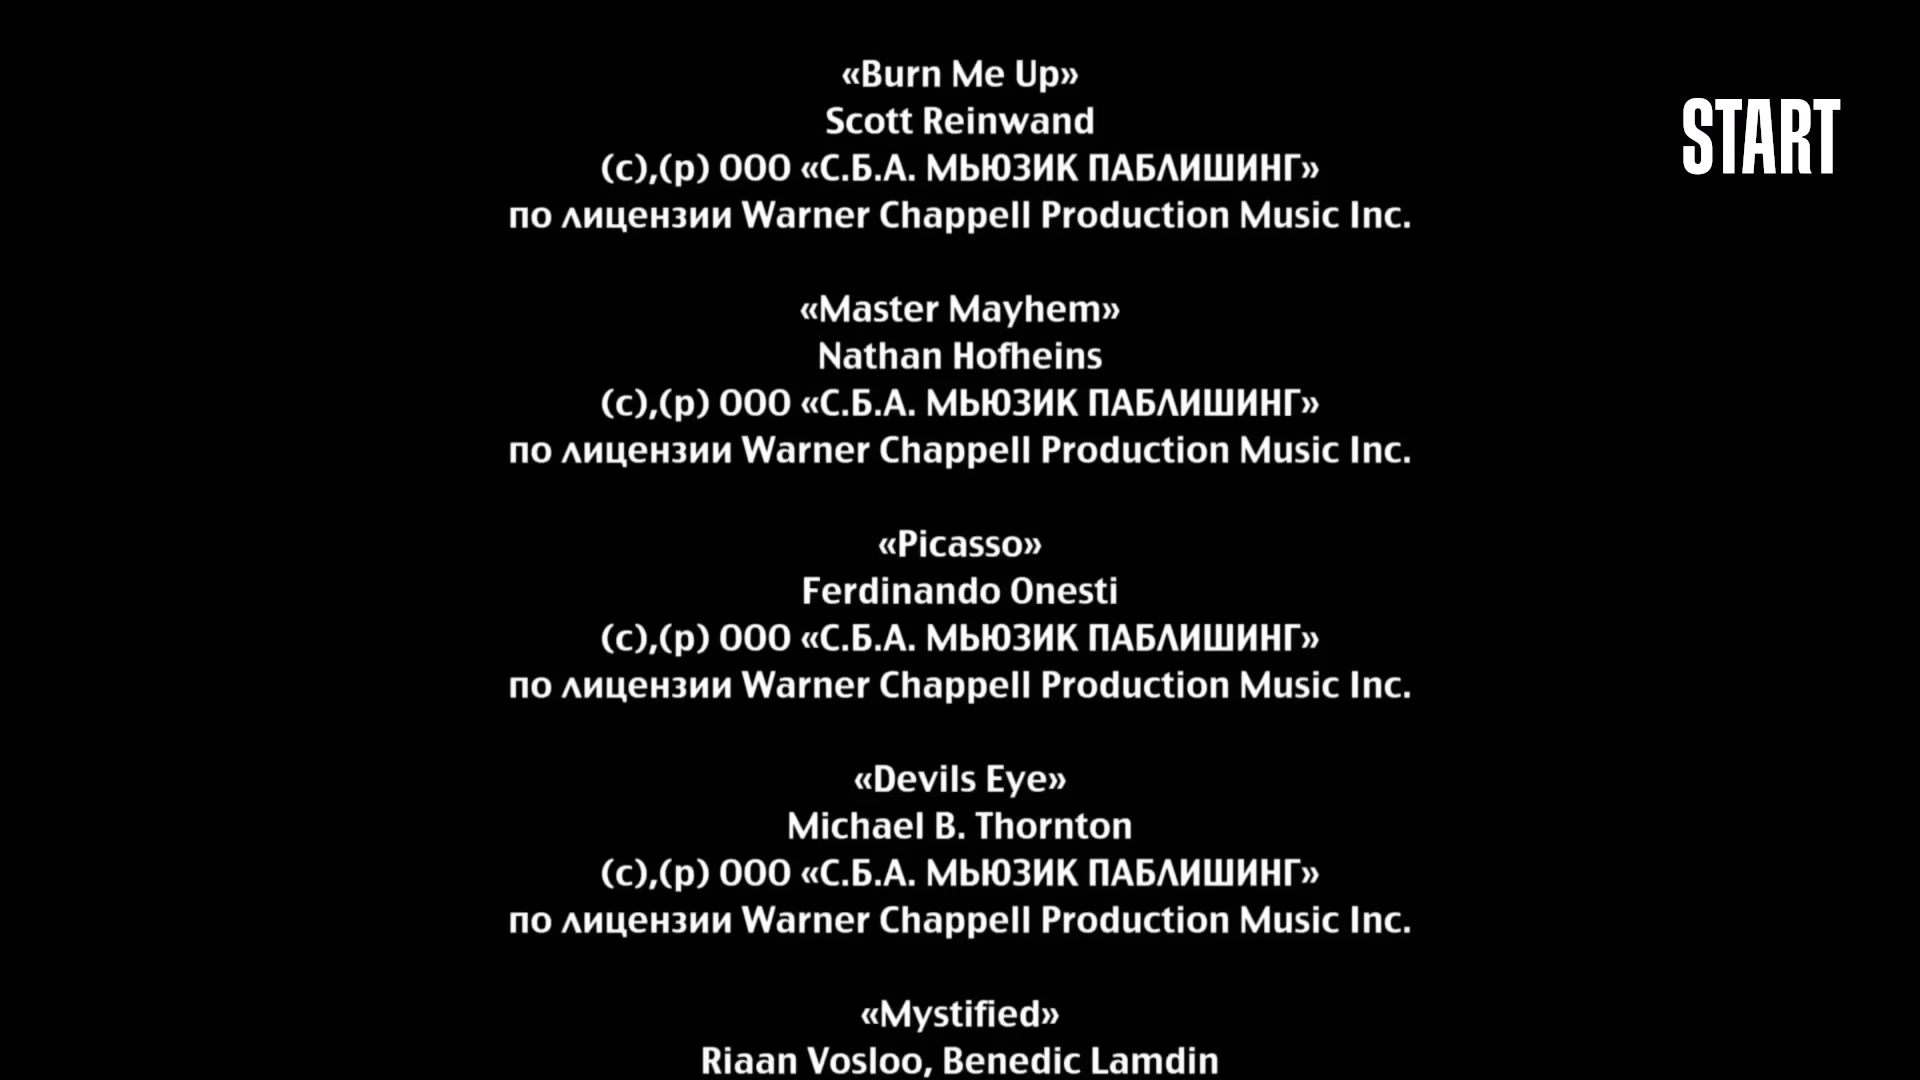 «Burn Me Up»
Scott Reinwand
START
(с),(р) ООО «С.Б.А. МЬЮЗИК ПАБЛИШИНГ»
по лицензии Warner Chappell Production Music Inc.
«Master Mayhem»
Nathan Hofheins
(с),(р) ООО «С.Б.А. МЬЮЗИК ПАБЛИШИНГ»
по лицензии Warner Chappell Production Music Inc.
«Picasso»
Ferdinando Onesti
(с),(р) ООО «С.Б.А. МЬЮЗИК ПАБЛИШИНГ»
по лицензии Warner Chappell Production Music Inc.
«Devils Eye»
Michael B. Thornton
(с),(р) ООО «С.Б.А. МЬЮЗИК ПАБЛИШИНГ»
по лицензии Warner Chappell Production Music Inc.
«Mystified»
Riaan Vosloo, Benedic Lamdin